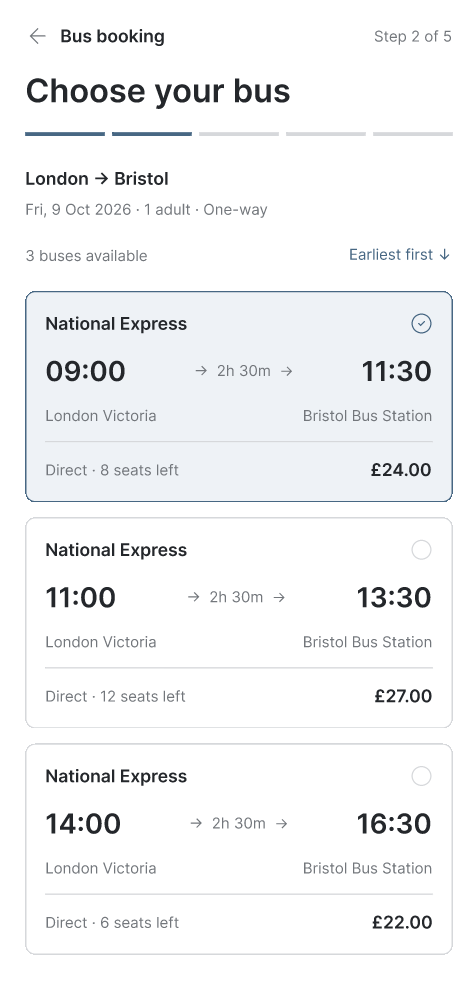 ← Bus booking Step 2 of 5
Choose your bus
London → Bristol
Fri, 9 Oct 2026 · 1 adult · One-way
3 buses available Earliest first ↓
National Express
09:00 → 2h 30m → 11:30
London Victoria Bristol Bus Station
Direct · 8 seats left £24.00
National Express
11:00 → 2h 30m → 13:30
London Victoria Bristol Bus Station
Direct · 12 seats left £27.00
National Express
14:00 → 2h 30m → 16:30
London Victoria Bristol Bus Station
Direct · 6 seats left £22.00